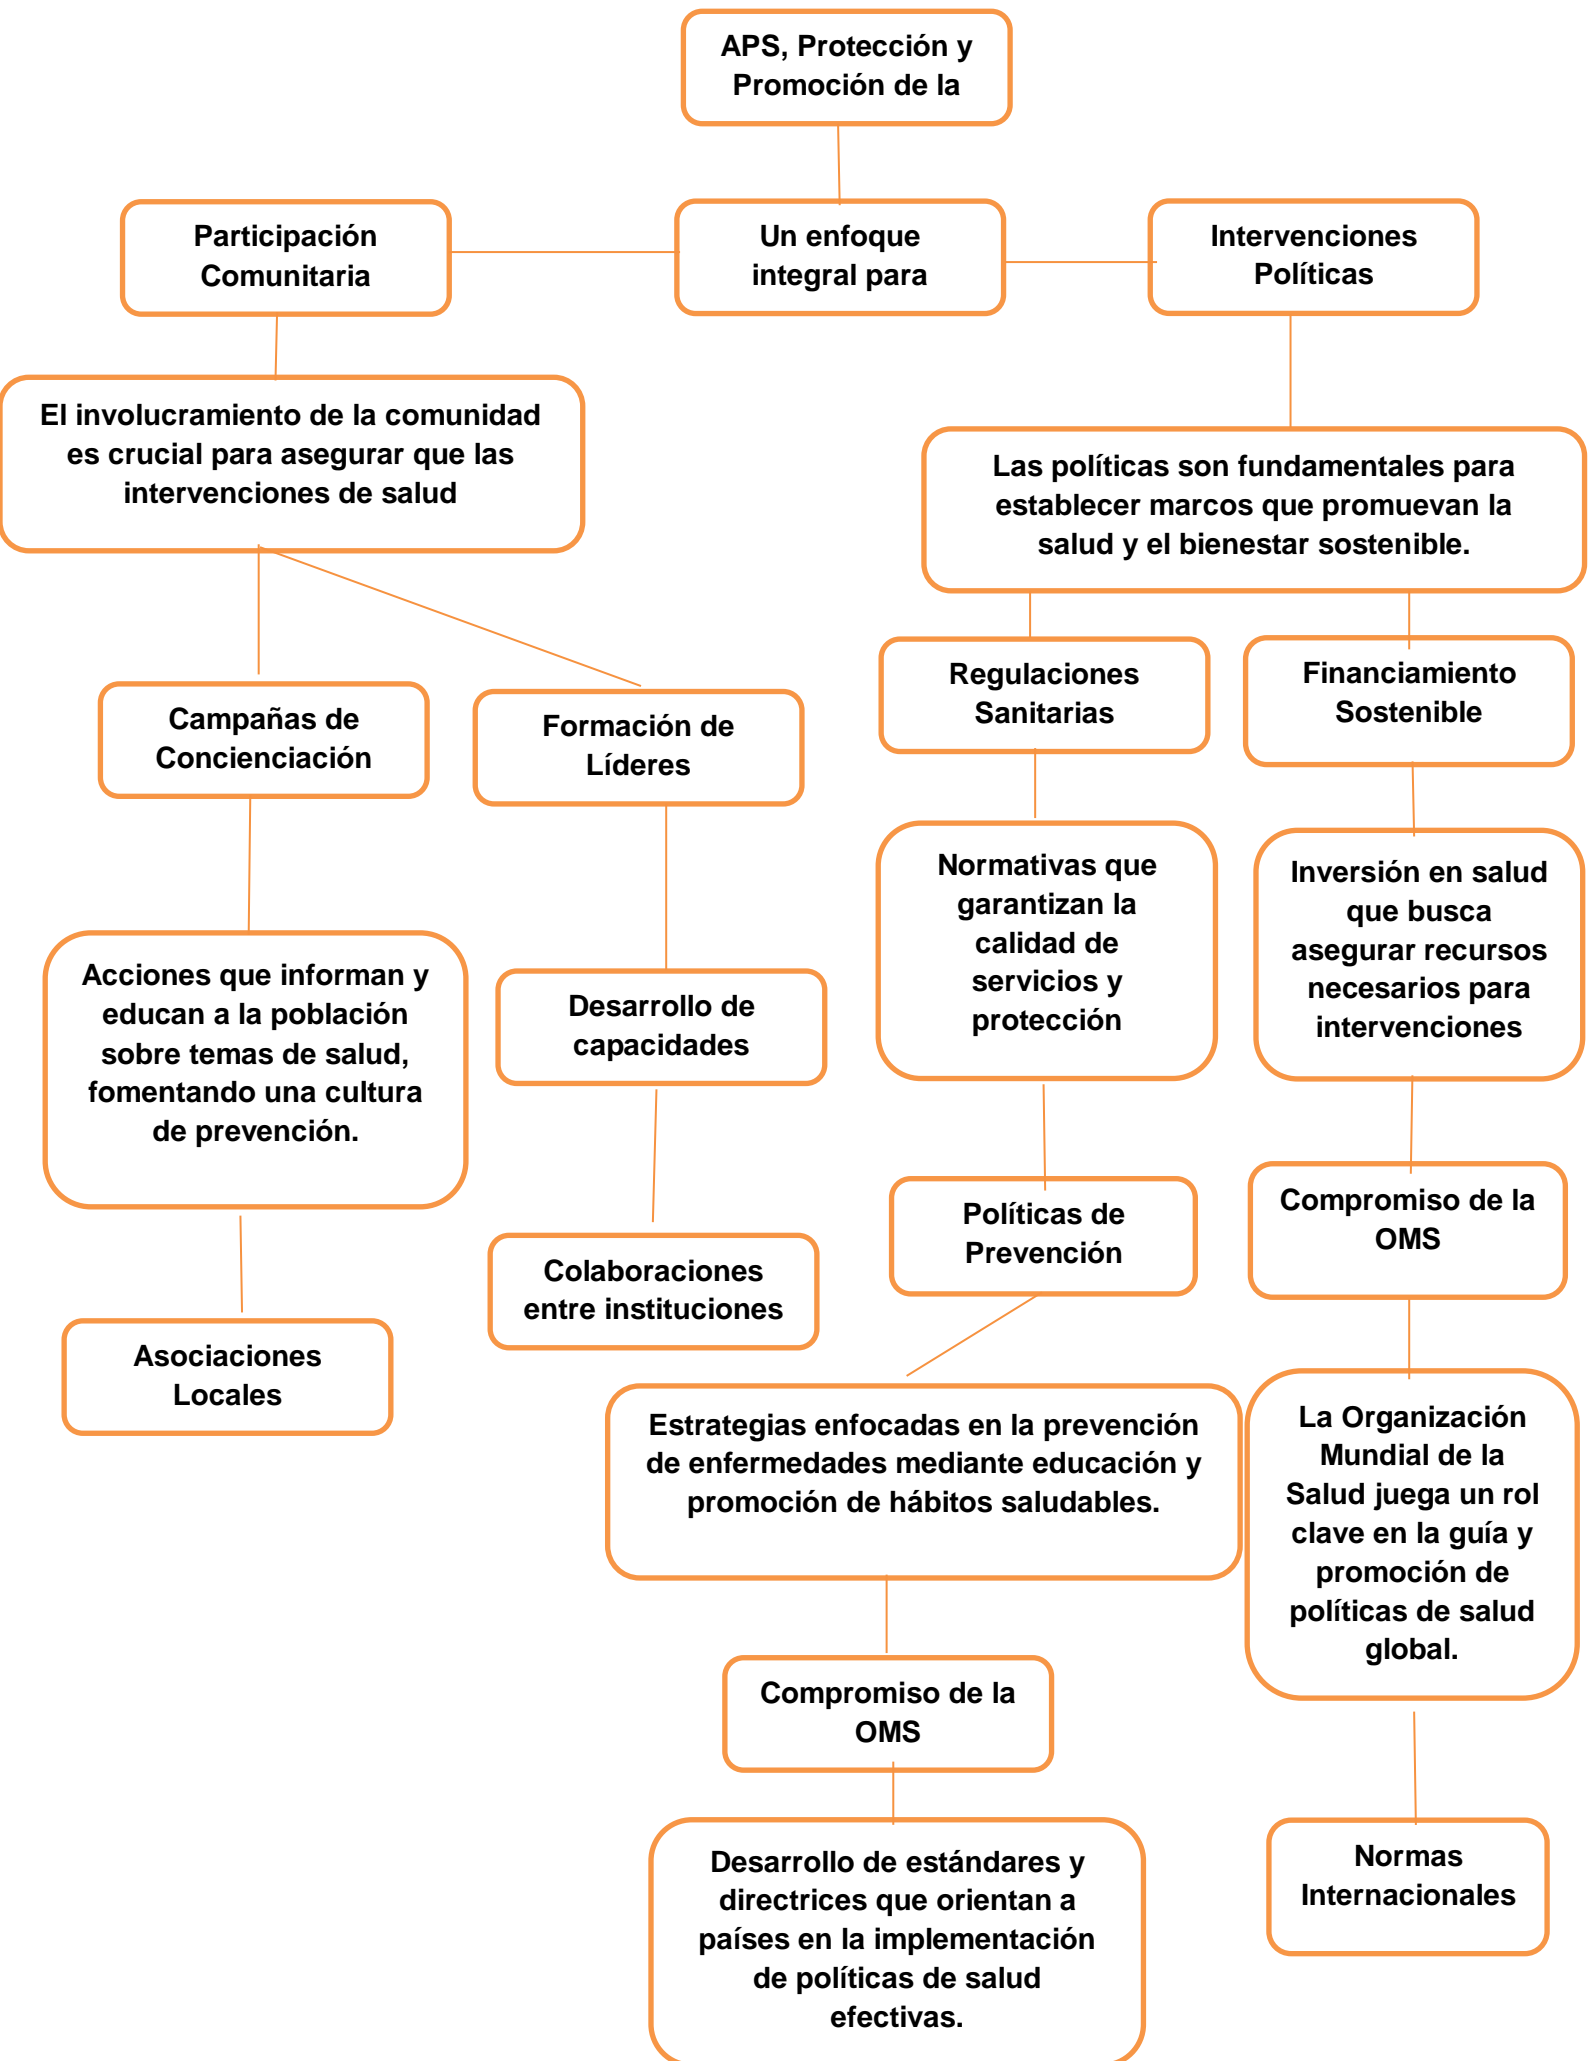 APS, Protección y
Promoción de la
Participación
Comunitaria
Un enfoque
integral para
Intervenciones
Políticas
El involucramiento de la comunidad
es crucial para asegurar que las
intervenciones de salud
Las políticas son fundamentales para
establecer marcos que promuevan la
salud y el bienestar sostenible.
Campañas de
Concienciación
Formación de
Líderes
Regulaciones
Sanitarias
Financiamiento
Sostenible
Acciones que informan y
educan a la población
sobre temas de salud,
fomentando una cultura
de prevención.
Desarrollo de
capacidades
Normativas que
garantizan la
calidad de
servicios y
protección
Inversión en salud
que busca
asegurar recursos
necesarios para
intervenciones
Asociaciones
Locales
Colaboraciones
entre instituciones
Políticas de
Prevención
Compromiso de la
OMS
Estrategias enfocadas en la prevención
de enfermedades mediante educación y
promoción de hábitos saludables.
La Organización
Mundial de la
Salud juega un rol
clave en la guía y
promoción de
políticas de salud
global.
Compromiso de la
OMS
Desarrollo de estándares y
directrices que orientan a
países en la implementación
de políticas de salud
efectivas.
Normas
Internacionales